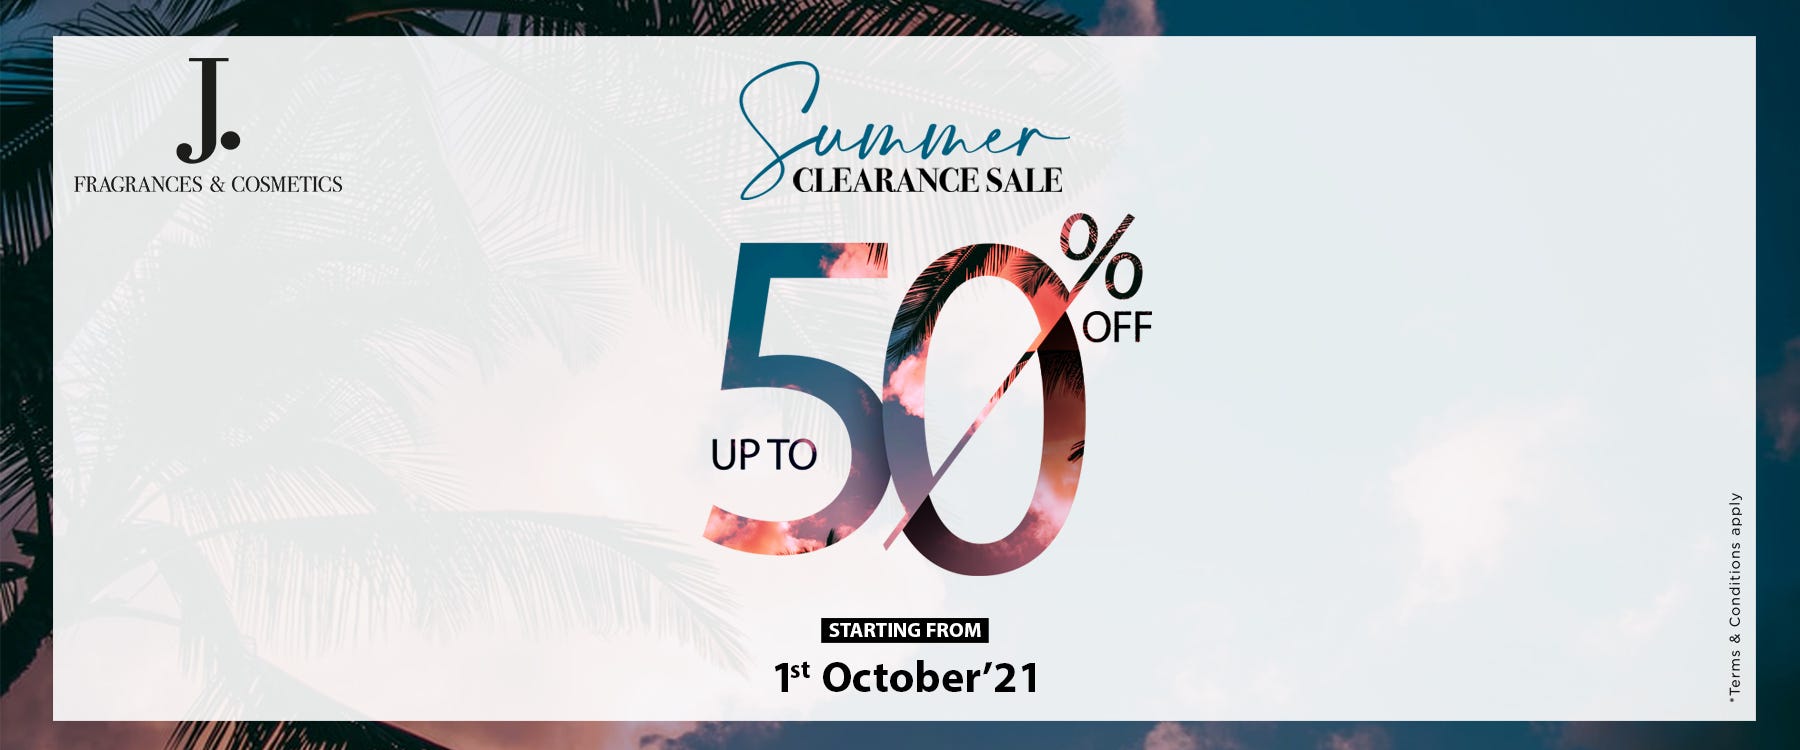 J.
FRAGRANCES & COSMETICS
Summer
CLEARANCE SALE
UP TO
50%
OFF
STARTING FROM
1st October'21
*Terms & Conditions apply